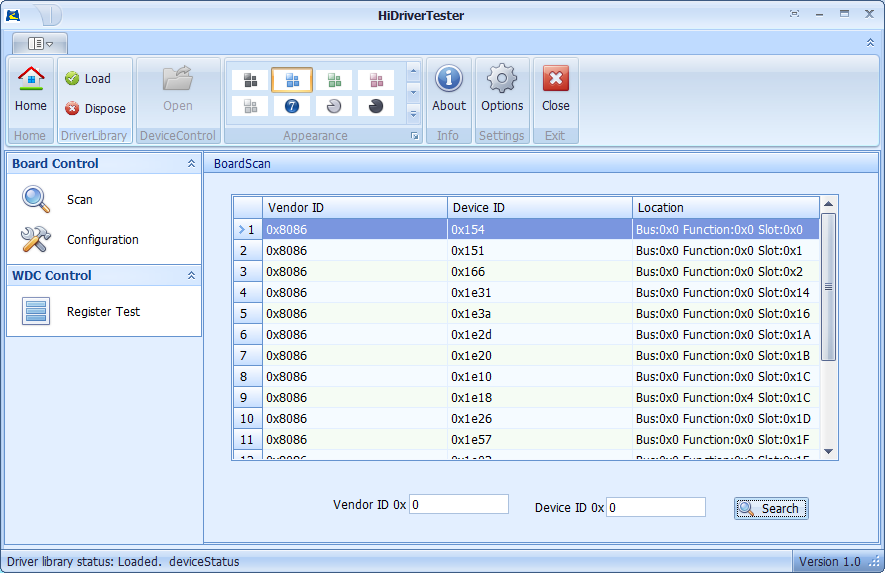 HiDriverTester
Home
Load
Dispose
Open
7
About
Options
Close
Home
DriverLibrary
DeviceControl
Appearance
Info
Settings
Exit
Board Control
Scan
Configuration
WDC Control
Register Test
BoardScan
Vendor ID Device ID Location
1 0x8086 0x154 Bus:0x0 Function:0x0 Slot:0x0
2 0x8086 0x151 Bus:0x0 Function:0x0 Slot:0x1
3 0x8086 0x166 Bus:0x0 Function:0x0 Slot:0x2
4 0x8086 0x1e31 Bus:0x0 Function:0x0 Slot:0x14
5 0x8086 0x1e3a Bus:0x0 Function:0x0 Slot:0x16
6 0x8086 0x1e2d Bus:0x0 Function:0x0 Slot:0x1A
7 0x8086 0x1e20 Bus:0x0 Function:0x0 Slot:0x1B
8 0x8086 0x1e10 Bus:0x0 Function:0x0 Slot:0x1C
9 0x8086 0x1e18 Bus:0x0 Function:0x4 Slot:0x1C
10 0x8086 0x1e26 Bus:0x0 Function:0x0 Slot:0x1D
11 0x8086 0x1e57 Bus:0x0 Function:0x0 Slot:0x1F
Vendor ID 0x 0
Device ID 0x 0
Search
Driver library status: Loaded. deviceStatus
Version 1.0